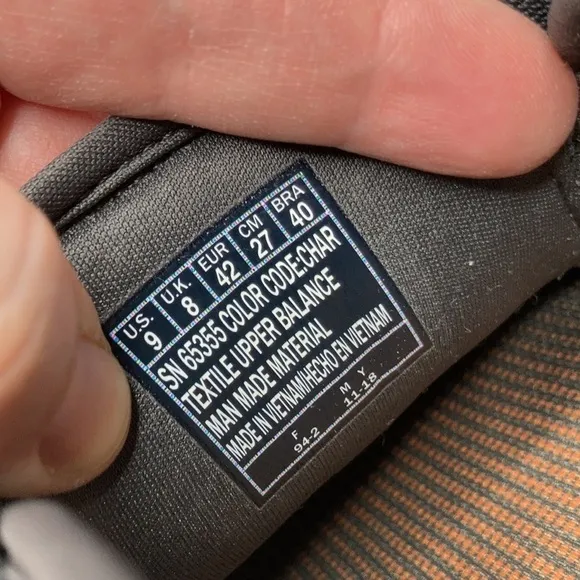 U.S. U.K. EUR CM BRA
9 8 42 27 40
SN 65355 COLOR CODE:CHAR
TEXTILE UPPER BALANCE
MAN MADE MATERIAL
MADE IN VIETNAM/HECHO EN VIETNAM
F M Y
94-2 11-18